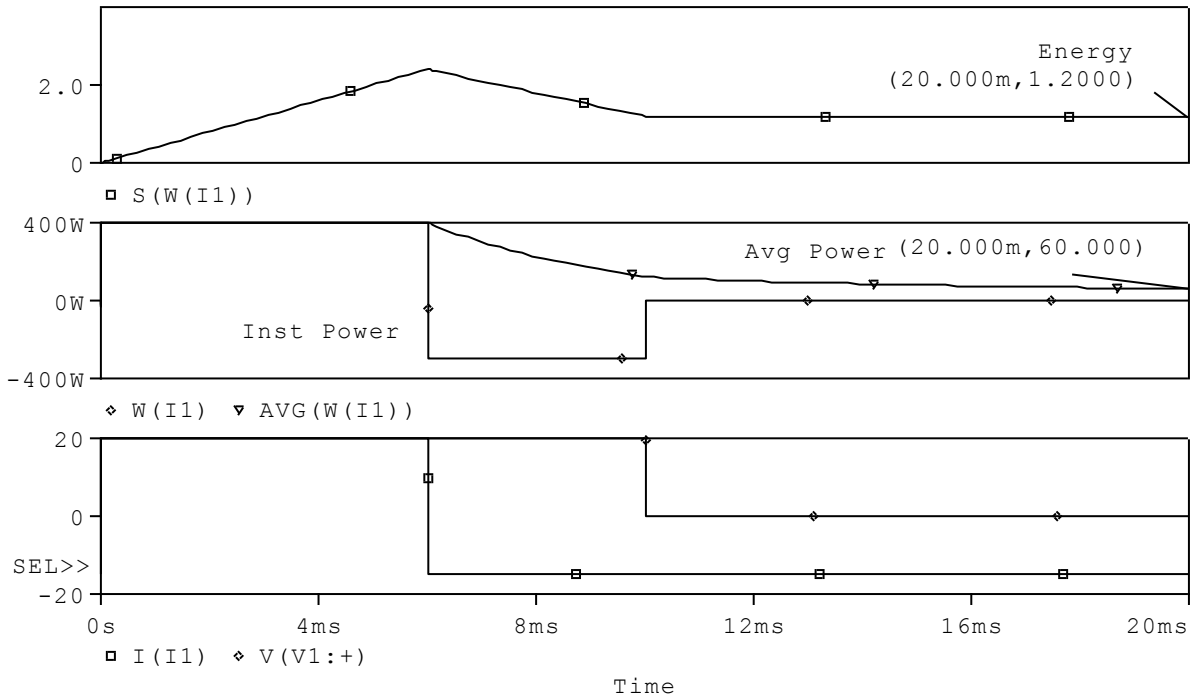 Energy
(20.000m,1.2000)
2.0
0
S(W(I1))
400W
Avg Power (20.000m,60.000)
0W
Inst Power
-400W
W(I1) AVG(W(I1))
20
0
SEL>>
-20
0s 4ms 8ms 12ms 16ms 20ms
I(I1) V(V1:+)
Time